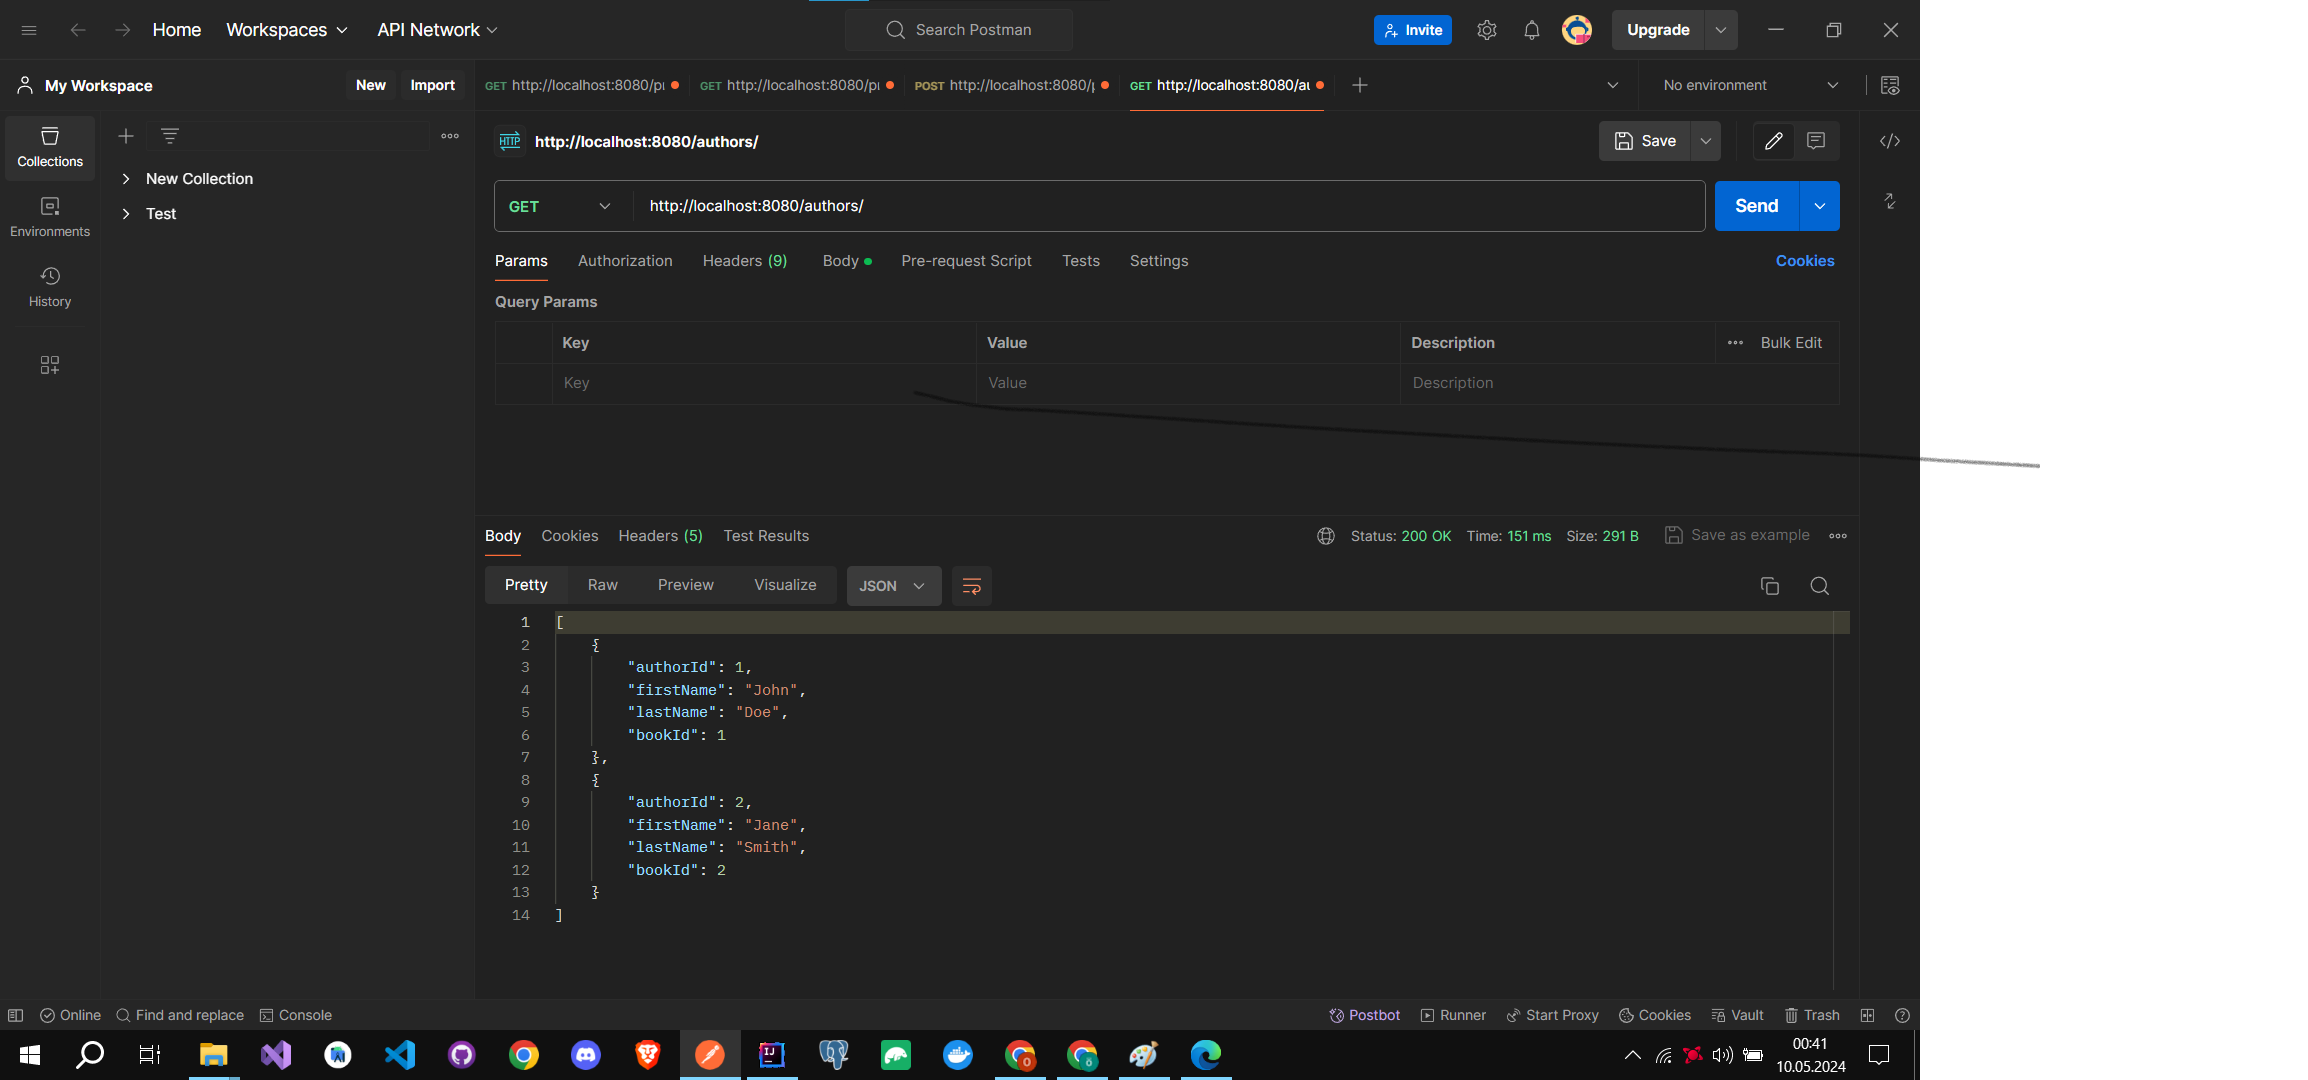 Home Workspaces API Network Search Postman Invite Upgrade
My Workspace New Import GET http://localhost:8080/pu GET http://localhost:8080/pu POST http://localhost:8080/p GET http://localhost:8080/au No environment
Collections
Environments
History
New Collection
Test
HTTP http://localhost:8080/authors/ Save
GET http://localhost:8080/authors/ Send
Params Authorization Headers (9) Body Pre-request Script Tests Settings Cookies
Query Params
Key Value Description Bulk Edit
Key Value Description
Body Cookies Headers (5) Test Results Status: 200 OK Time: 151 ms Size: 291 B Save as example
Pretty Raw Preview Visualize JSON
1 [
2 {
3 "authorId": 1,
4 "firstName": "John",
5 "lastName": "Doe",
6 "bookId": 1
7 },
8 {
9 "authorId": 2,
10 "firstName": "Jane",
11 "lastName": "Smith",
12 "bookId": 2
13 }
14 ]
Online Find and replace Console Postbot Runner Start Proxy Cookies Vault Trash
00:41
10.05.2024